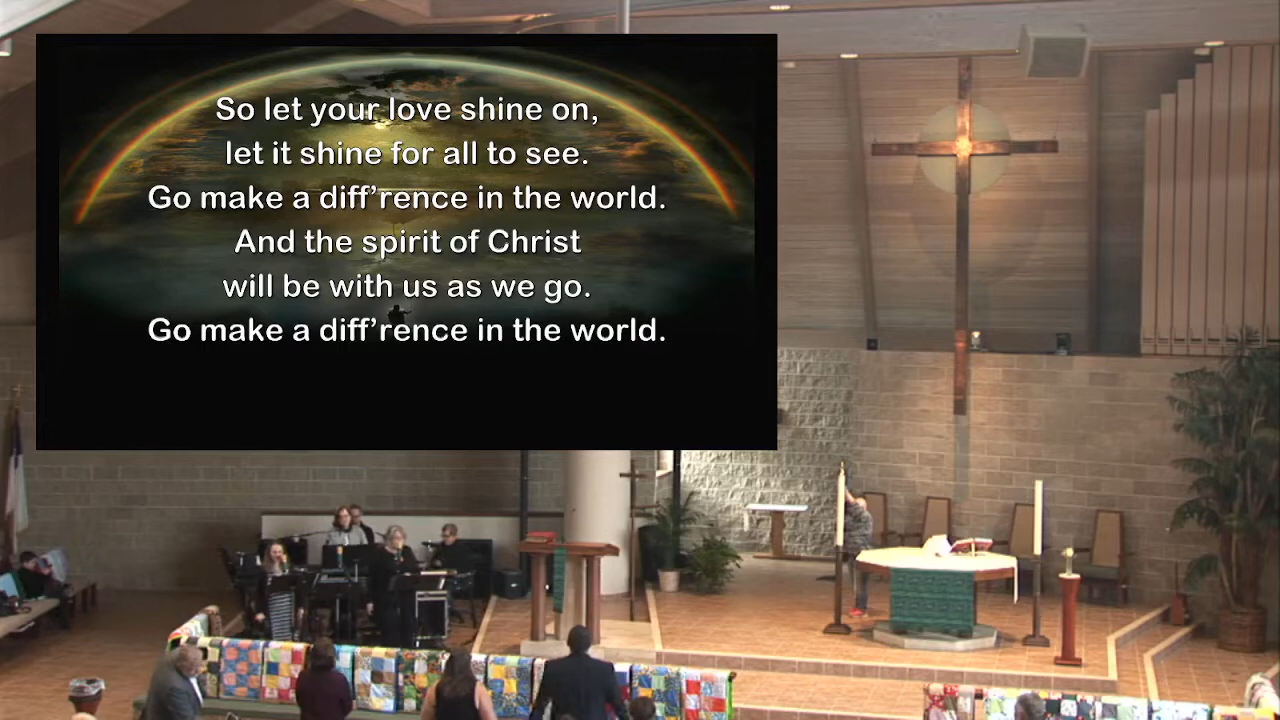 So let your love shine on,
let it shine for all to see.
Go make a diff’rence in the world.
And the spirit of Christ
will be with us as we go.
Go make a diff’rence in the world.